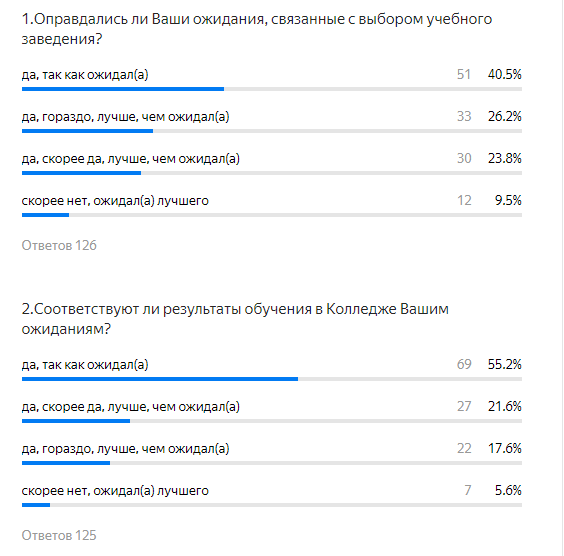 1.Оправдались ли Ваши ожидания, связанные с выбором учебного
заведения?
да, так как ожидал(а) 51 40.5%
да, гораздо, лучше, чем ожидал(а) 33 26.2%
да, скорее да, лучше, чем ожидал(а) 30 23.8%
скорее нет, ожидал(а) лучшего 12 9.5%
Ответов 126
2.Соответствуют ли результаты обучения в Колледже Вашим
ожиданиям?
да, так как ожидал(а) 69 55.2%
да, скорее да, лучше, чем ожидал(а) 27 21.6%
да, гораздо, лучше, чем ожидал(а) 22 17.6%
скорее нет, ожидал(а) лучшего 7 5.6%
Ответов 125